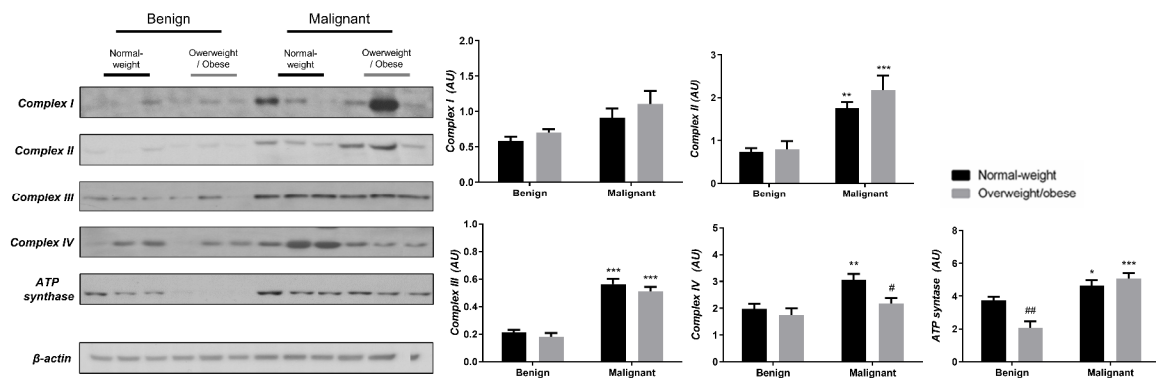 Benign
Malignant
Normal-
weight
Overweight
/ Obese
Normal-
weight
Overweight
/ Obese
Complex I
Complex II
Complex III
Complex IV
ATP
synthase
β-actin
Complex I (AU)
2.0
1.5
1.0
0.5
0.0
Benign
Malignant
Complex II (AU)
3
2
1
0
**
***
Benign
Malignant
Normal-weight
Overweight/obese
Complex III (AU)
1.0
0.8
0.6
0.4
0.2
0.0
***
***
Benign
Malignant
Complex IV (AU)
5
4
3
2
1
0
**
#
Benign
Malignant
ATP syntase (AU)
8
6
4
2
0
##
*
***
Benign
Malignant